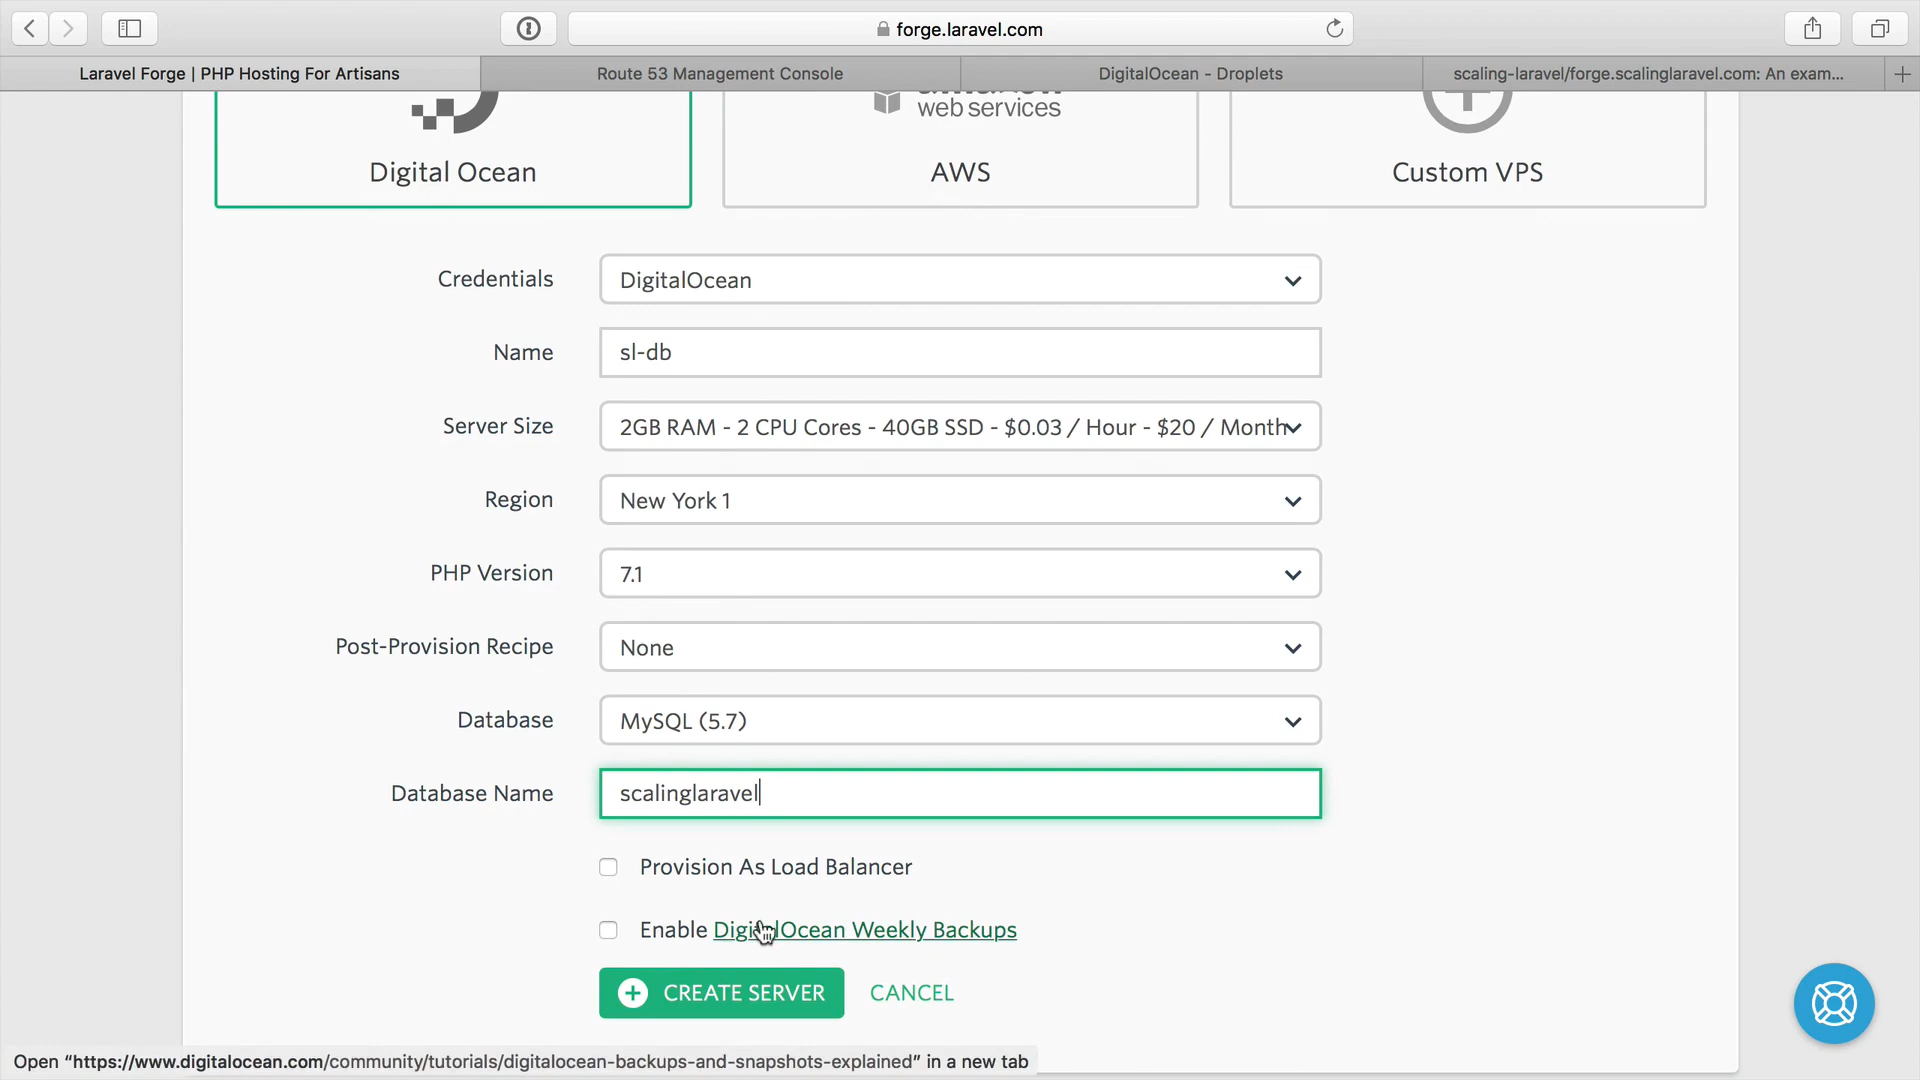 forge.laravel.com
Laravel Forge | PHP Hosting For Artisans
Route 53 Management Console
DigitalOcean - Droplets
scaling-laravel/forge.scalinglaravel.com: An exam...
web services
Digital Ocean
AWS
Custom VPS
Credentials
DigitalOcean
Name
sl-db
Server Size
2GB RAM - 2 CPU Cores - 40GB SSD - $0.03 / Hour - $20 / Month
Region
New York 1
PHP Version
7.1
Post-Provision Recipe
None
Database
MySQL (5.7)
Database Name
scalinglaravel
Provision As Load Balancer
Enable DigitalOcean Weekly Backups
CREATE SERVER
CANCEL
Open “https://www.digitalocean.com/community/tutorials/digitalocean-backups-and-snapshots-explained” in a new tab